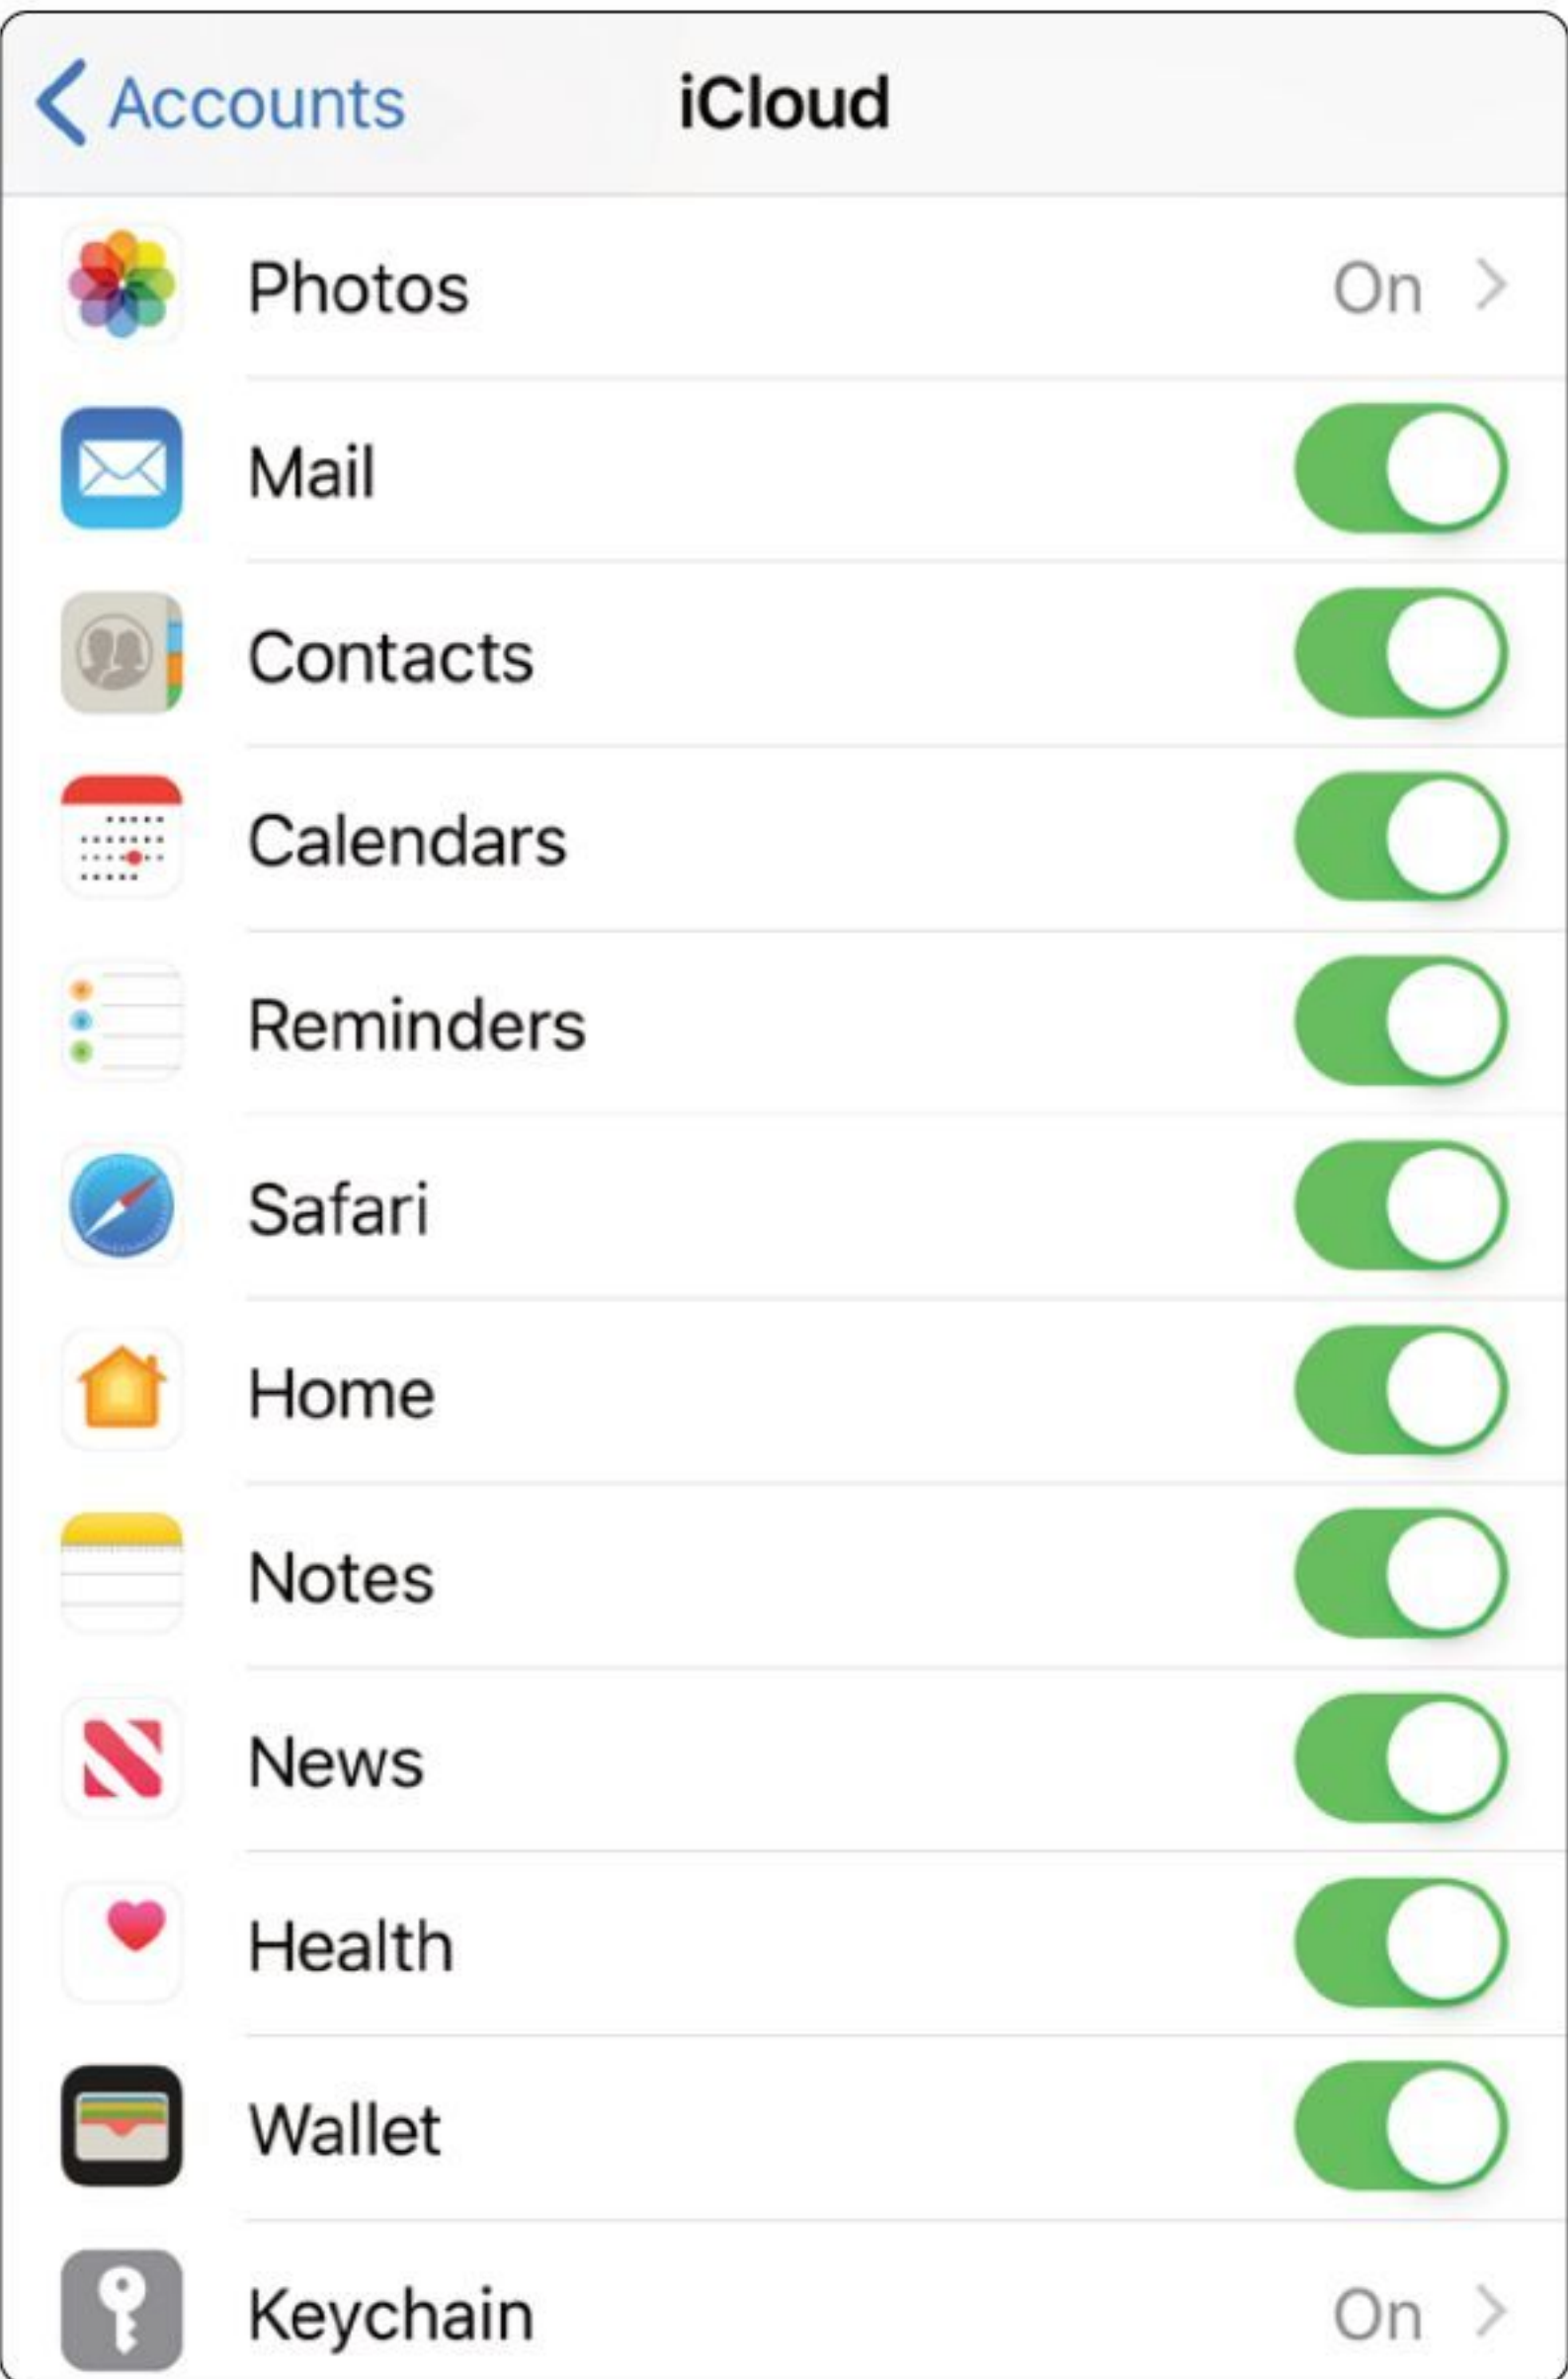 Accounts iCloud
Photos On
Mail
Contacts
Calendars
Reminders
Safari
Home
Notes
News
Health
Wallet
Keychain On